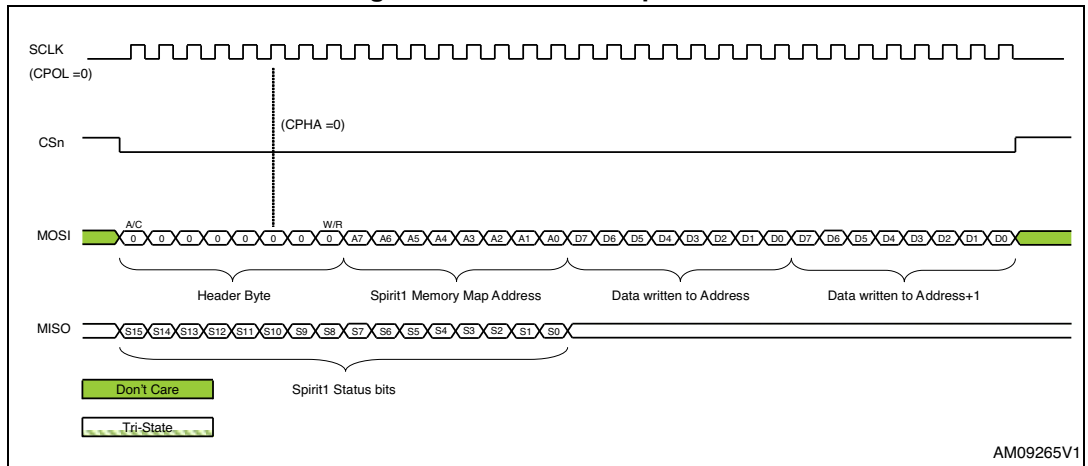 SCLK
(CPOL =0)
(CPHA =0)
CSn
A/C W/R
MOSI 0 0 0 0 0 0 0 0 A7 A6 A5 A4 A3 A2 A1 A0 D7 D6 D5 D4 D3 D2 D1 D0 D7 D6 D5 D4 D3 D2 D1 D0
Header Byte Spirit1 Memory Map Address Data written to Address Data written to Address+1
MISO S15 S14 S13 S12 S11 S10 S9 S8 S7 S6 S5 S4 S3 S2 S1 S0
Don't Care Spirit1 Status bits
Tri-State
AM09265V1